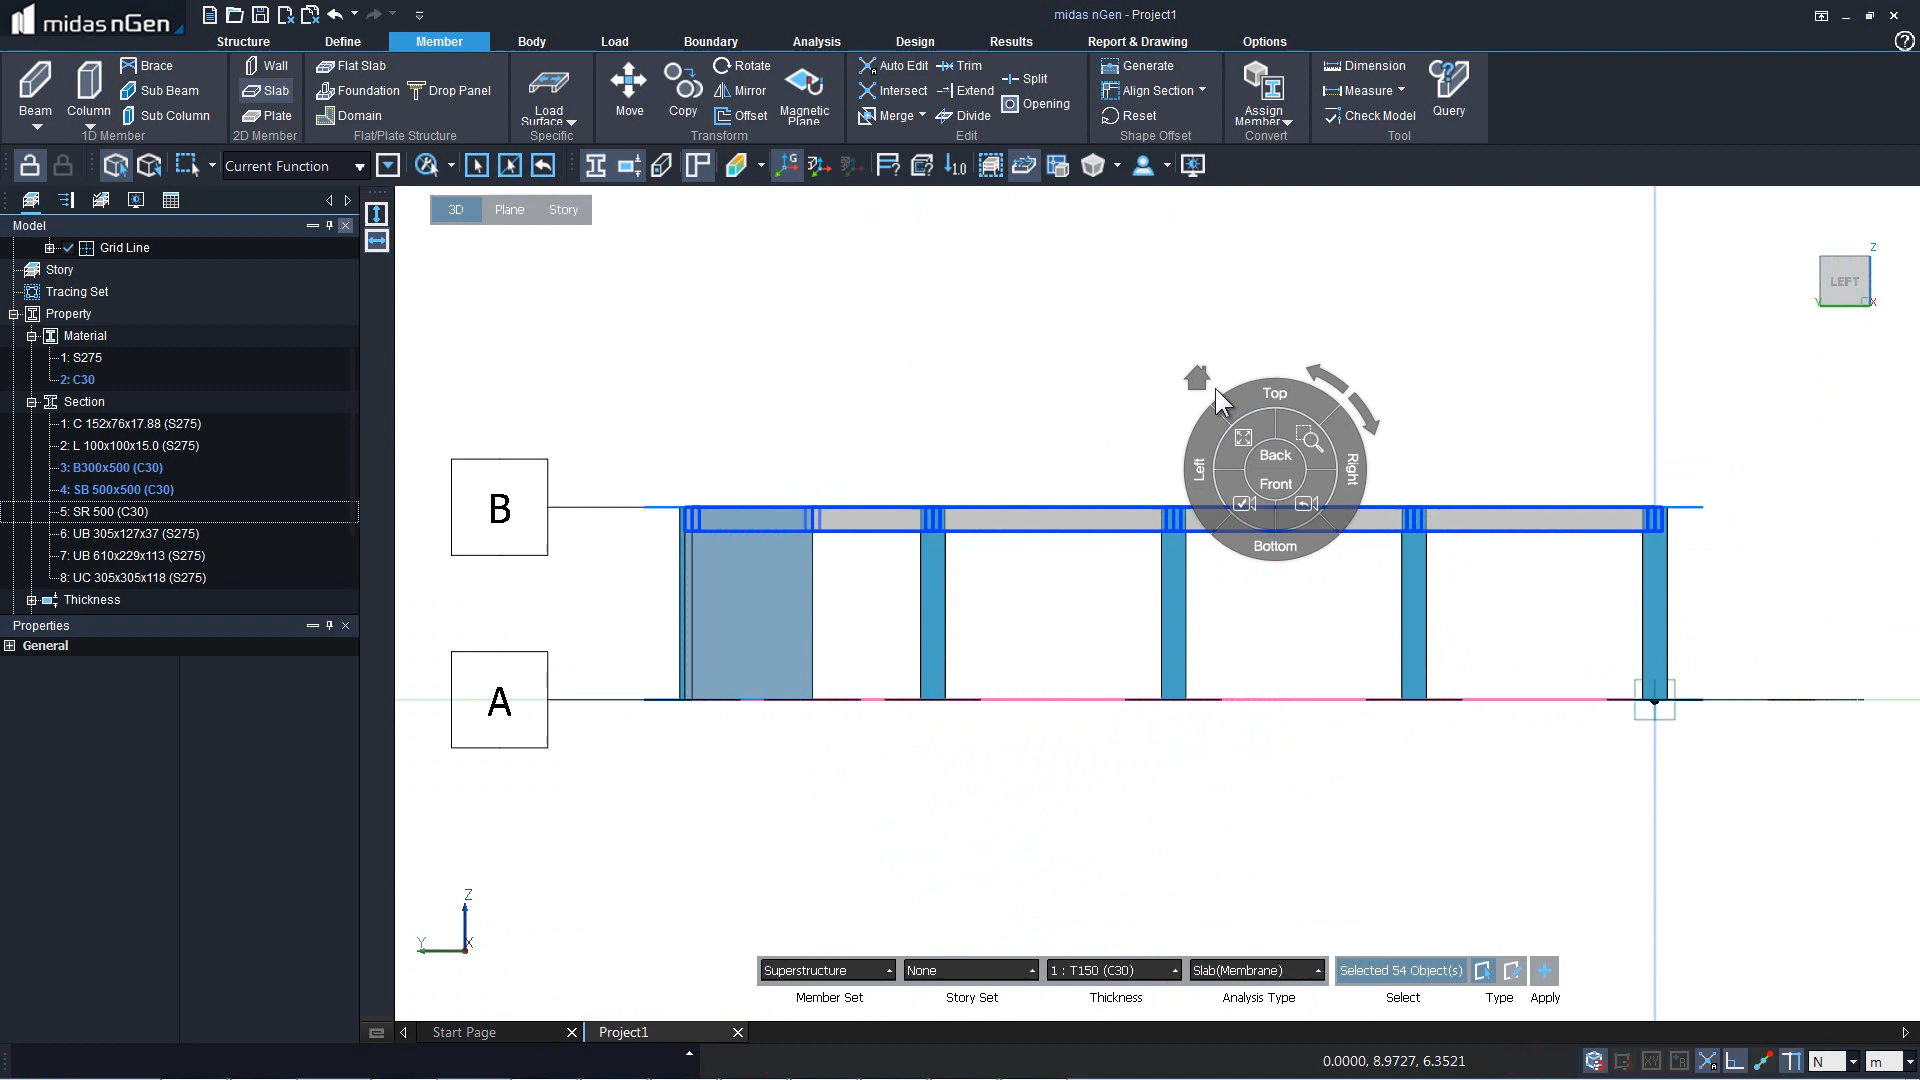 midas nGen
midas nGen - Project1
Structure Define Member Body Load Boundary Analysis Design Results Report & Drawing Options
Beam
Column
Brace
Sub Beam
Sub Column
1D Member
Wall
Slab
Plate
2D Member
Flat Slab
Foundation
Drop Panel
Domain
Flat/Plate Structure
Load
Surface
Specific
Move
Copy
Rotate
Mirror
Offset
Magnetic
Plane
Transform
Auto Edit
Trim
Intersect
Extend
Merge
Divide
Split
Opening
Edit
Generate
Align Section
Reset
Shape Offset
Assign
Member
Convert
Dimension
Measure
Check Model
Query
Tool
Current Function
G
1.0
Model
Grid Line
Story
Tracing Set
Property
Material
1: S275
2: C30
Section
1: C 152x76x17.88 (S275)
2: L 100x100x15.0 (S275)
3: B300x500 (C30)
4: SB 500x500 (C30)
5: SR 500 (C30)
6: UB 305x127x37 (S275)
7: UB 610x229x113 (S275)
8: UC 305x305x118 (S275)
Thickness
Properties
General
3D Plane Story
Z
LEFT
Y X
Top
Left
Back
Front
Right
Bottom
B
A
Z
Y X
Superstructure None 1 : T150 (C30) Slab(Membrane) Selected 54 Object(s)
Member Set Story Set Thickness Analysis Type Select Type Apply
Start Page Project1
0.0000, 8.9727, 6.3521
N m